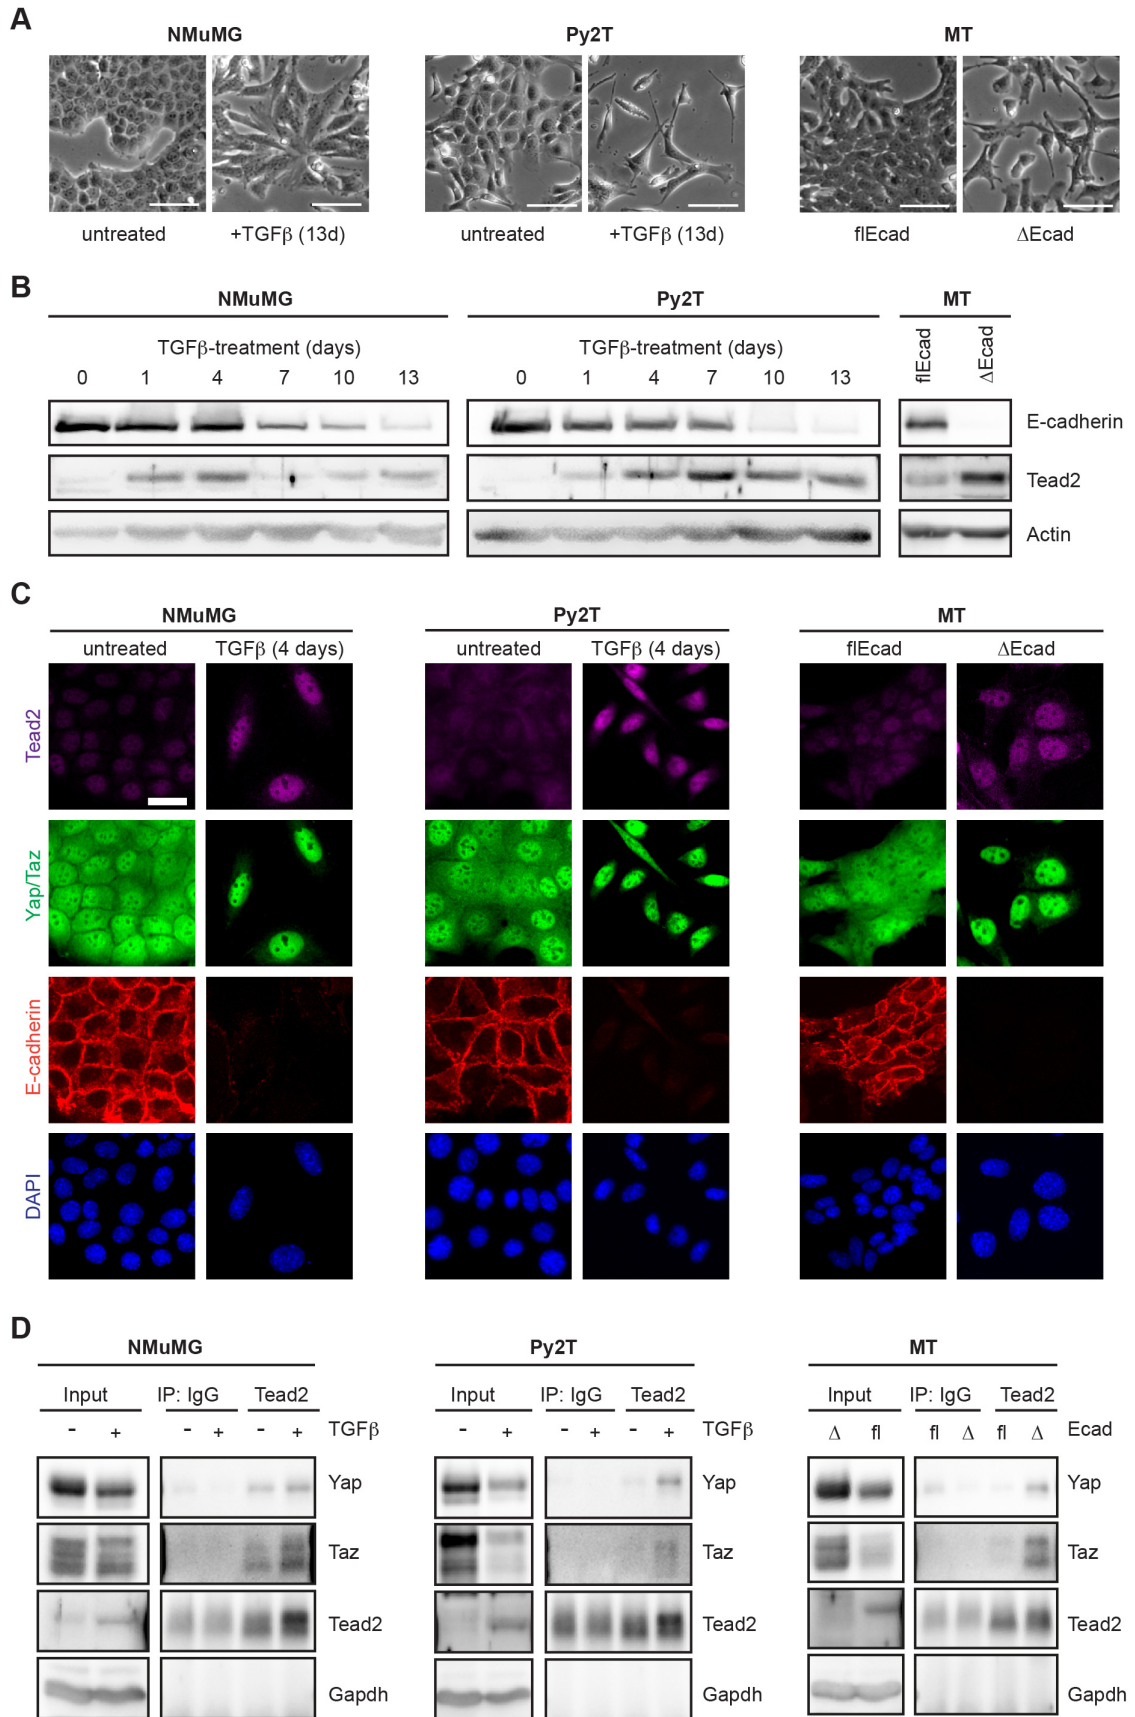 A
NMuMG Py2T MT
untreated +TGFβ (13d) untreated +TGFβ (13d) flEcad ΔEcad
B
NMuMG Py2T MT
TGFβ-treatment (days) TGFβ-treatment (days) flEcad ΔEcad
0 1 4 7 10 13 0 1 4 7 10 13
E-cadherin
Tead2
Actin
C
NMuMG Py2T MT
untreated TGFβ (4 days) untreated TGFβ (4 days) flEcad ΔEcad
Tead2
Yap/Taz
E-cadherin
DAPI
D
NMuMG Py2T MT
Input IP: IgG Tead2 Input IP: IgG Tead2 Input IP: IgG Tead2
- + - + - + TGFβ - + - + - + TGFβ Δ fl fl Δ fl Δ Ecad
Yap Yap Yap
Taz Taz Taz
Tead2 Tead2 Tead2
Gapdh Gapdh Gapdh